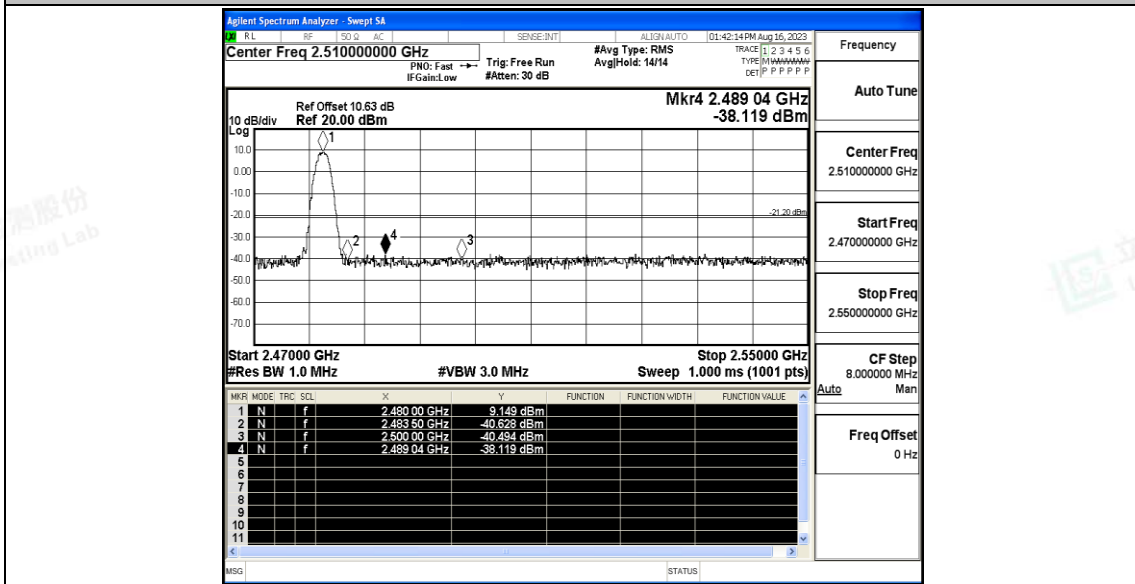 Agilent Spectrum Analyzer - Swept SA
RL RF 50 Ω AC SENSE:INT ALIGN AUTO 01:42:14 PM Aug 16, 2023
Center Freq 2.510000000 GHz
PNO: Fast
IFGain:Low
Trig: Free Run
#Atten: 30 dB
#Avg Type: RMS
Avg|Hold: 14/14
TRACE 1 2 3 4 5 6
TYPE M WWWWW
DET P P P P P P
Ref Offset 10.63 dB
10 dB/div Ref 20.00 dBm
Log
Mkr4 2.489 04 GHz
-38.119 dBm
10.0
0.00
-10.0
-20.0
-30.0
-40.0
-50.0
-60.0
-70.0
1
2
4
3
-21.20 dBm
Start 2.47000 GHz Stop 2.55000 GHz
#Res BW 1.0 MHz #VBW 3.0 MHz Sweep 1.000 ms (1001 pts)
MKR MODE TRC SCL X Y FUNCTION FUNCTION WIDTH FUNCTION VALUE
1 N f 2.480 00 GHz 9.149 dBm
2 N f 2.483 50 GHz -40.628 dBm
3 N f 2.500 00 GHz -40.494 dBm
4 N f 2.489 04 GHz -38.119 dBm
5
6
7
8
9
10
11
MSG STATUS
Frequency
Auto Tune
Center Freq
2.510000000 GHz
Start Freq
2.470000000 GHz
Stop Freq
2.550000000 GHz
CF Step
8.000000 MHz
Auto Man
Freq Offset
0 Hz
股份
Lab